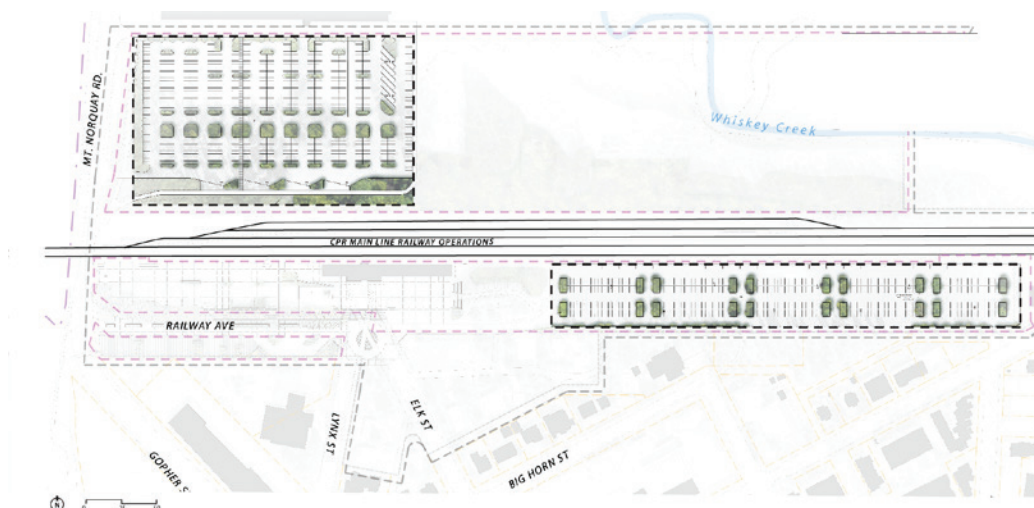 MT. NORQUAY RD.
Whiskey Creek
CPR MAIN LINE RAILWAY OPERATIONS
RAILWAY AVE
LYNX ST
ELK ST
GOPHER S
BIG HORN ST
N